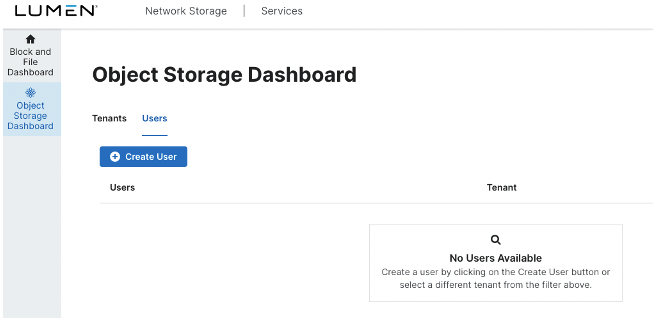 LUMEN
Network Storage | Services
Block and
File
Dashboard
Object
Storage
Dashboard
Object Storage Dashboard
Tenants Users
Create User
Users Tenant
No Users Available
Create a user by clicking on the Create User button or
select a different tenant from the filter above.